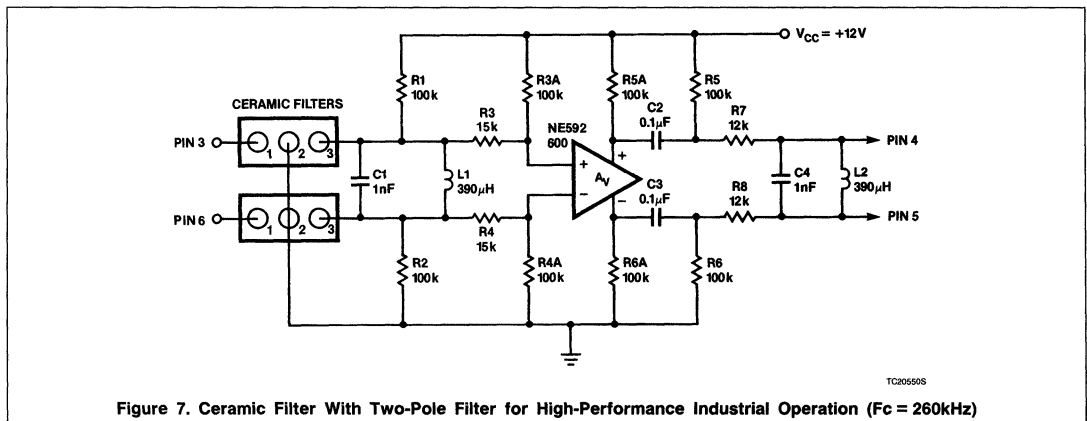 VCC = +12V
R1
100k
R3A
100k
R5A
100k
R5
100k
CERAMIC FILTERS
R3
15k
NE592
600
C2
0.1μF
R7
12k
PIN 3
1
2
3
C1
1nF
L1
390μH
+
−
AV
+
−
C4
1nF
L2
390μH
PIN 4
PIN 6
1
2
3
R4
15k
C3
0.1μF
R8
12k
PIN 5
R2
100k
R4A
100k
R6A
100k
R6
100k
TC20550S
Figure 7. Ceramic Filter With Two-Pole Filter for High-Performance Industrial Operation (Fc = 260kHz)